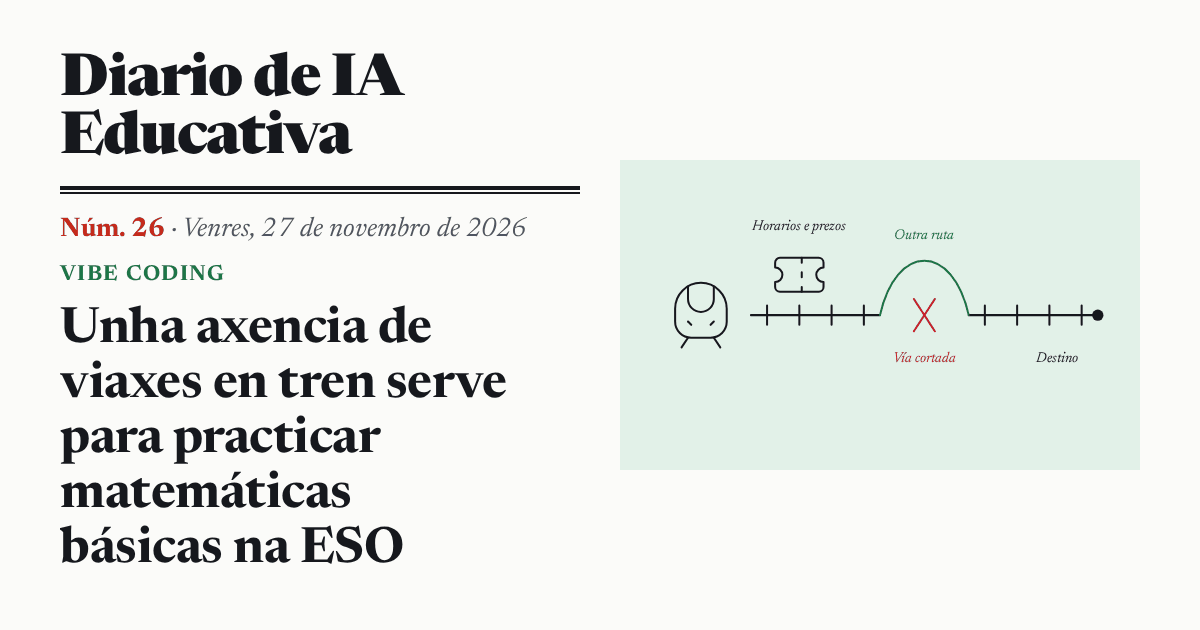 Diario de IA
Educativa
Núm. 26 · Venres, 27 de novembro de 2026
VIBE CODING
Unha axencia de
viaxes en tren serve
para practicar
matemáticas
básicas na ESO
Horarios e prezos
Outra ruta
Vía cortada
Destino